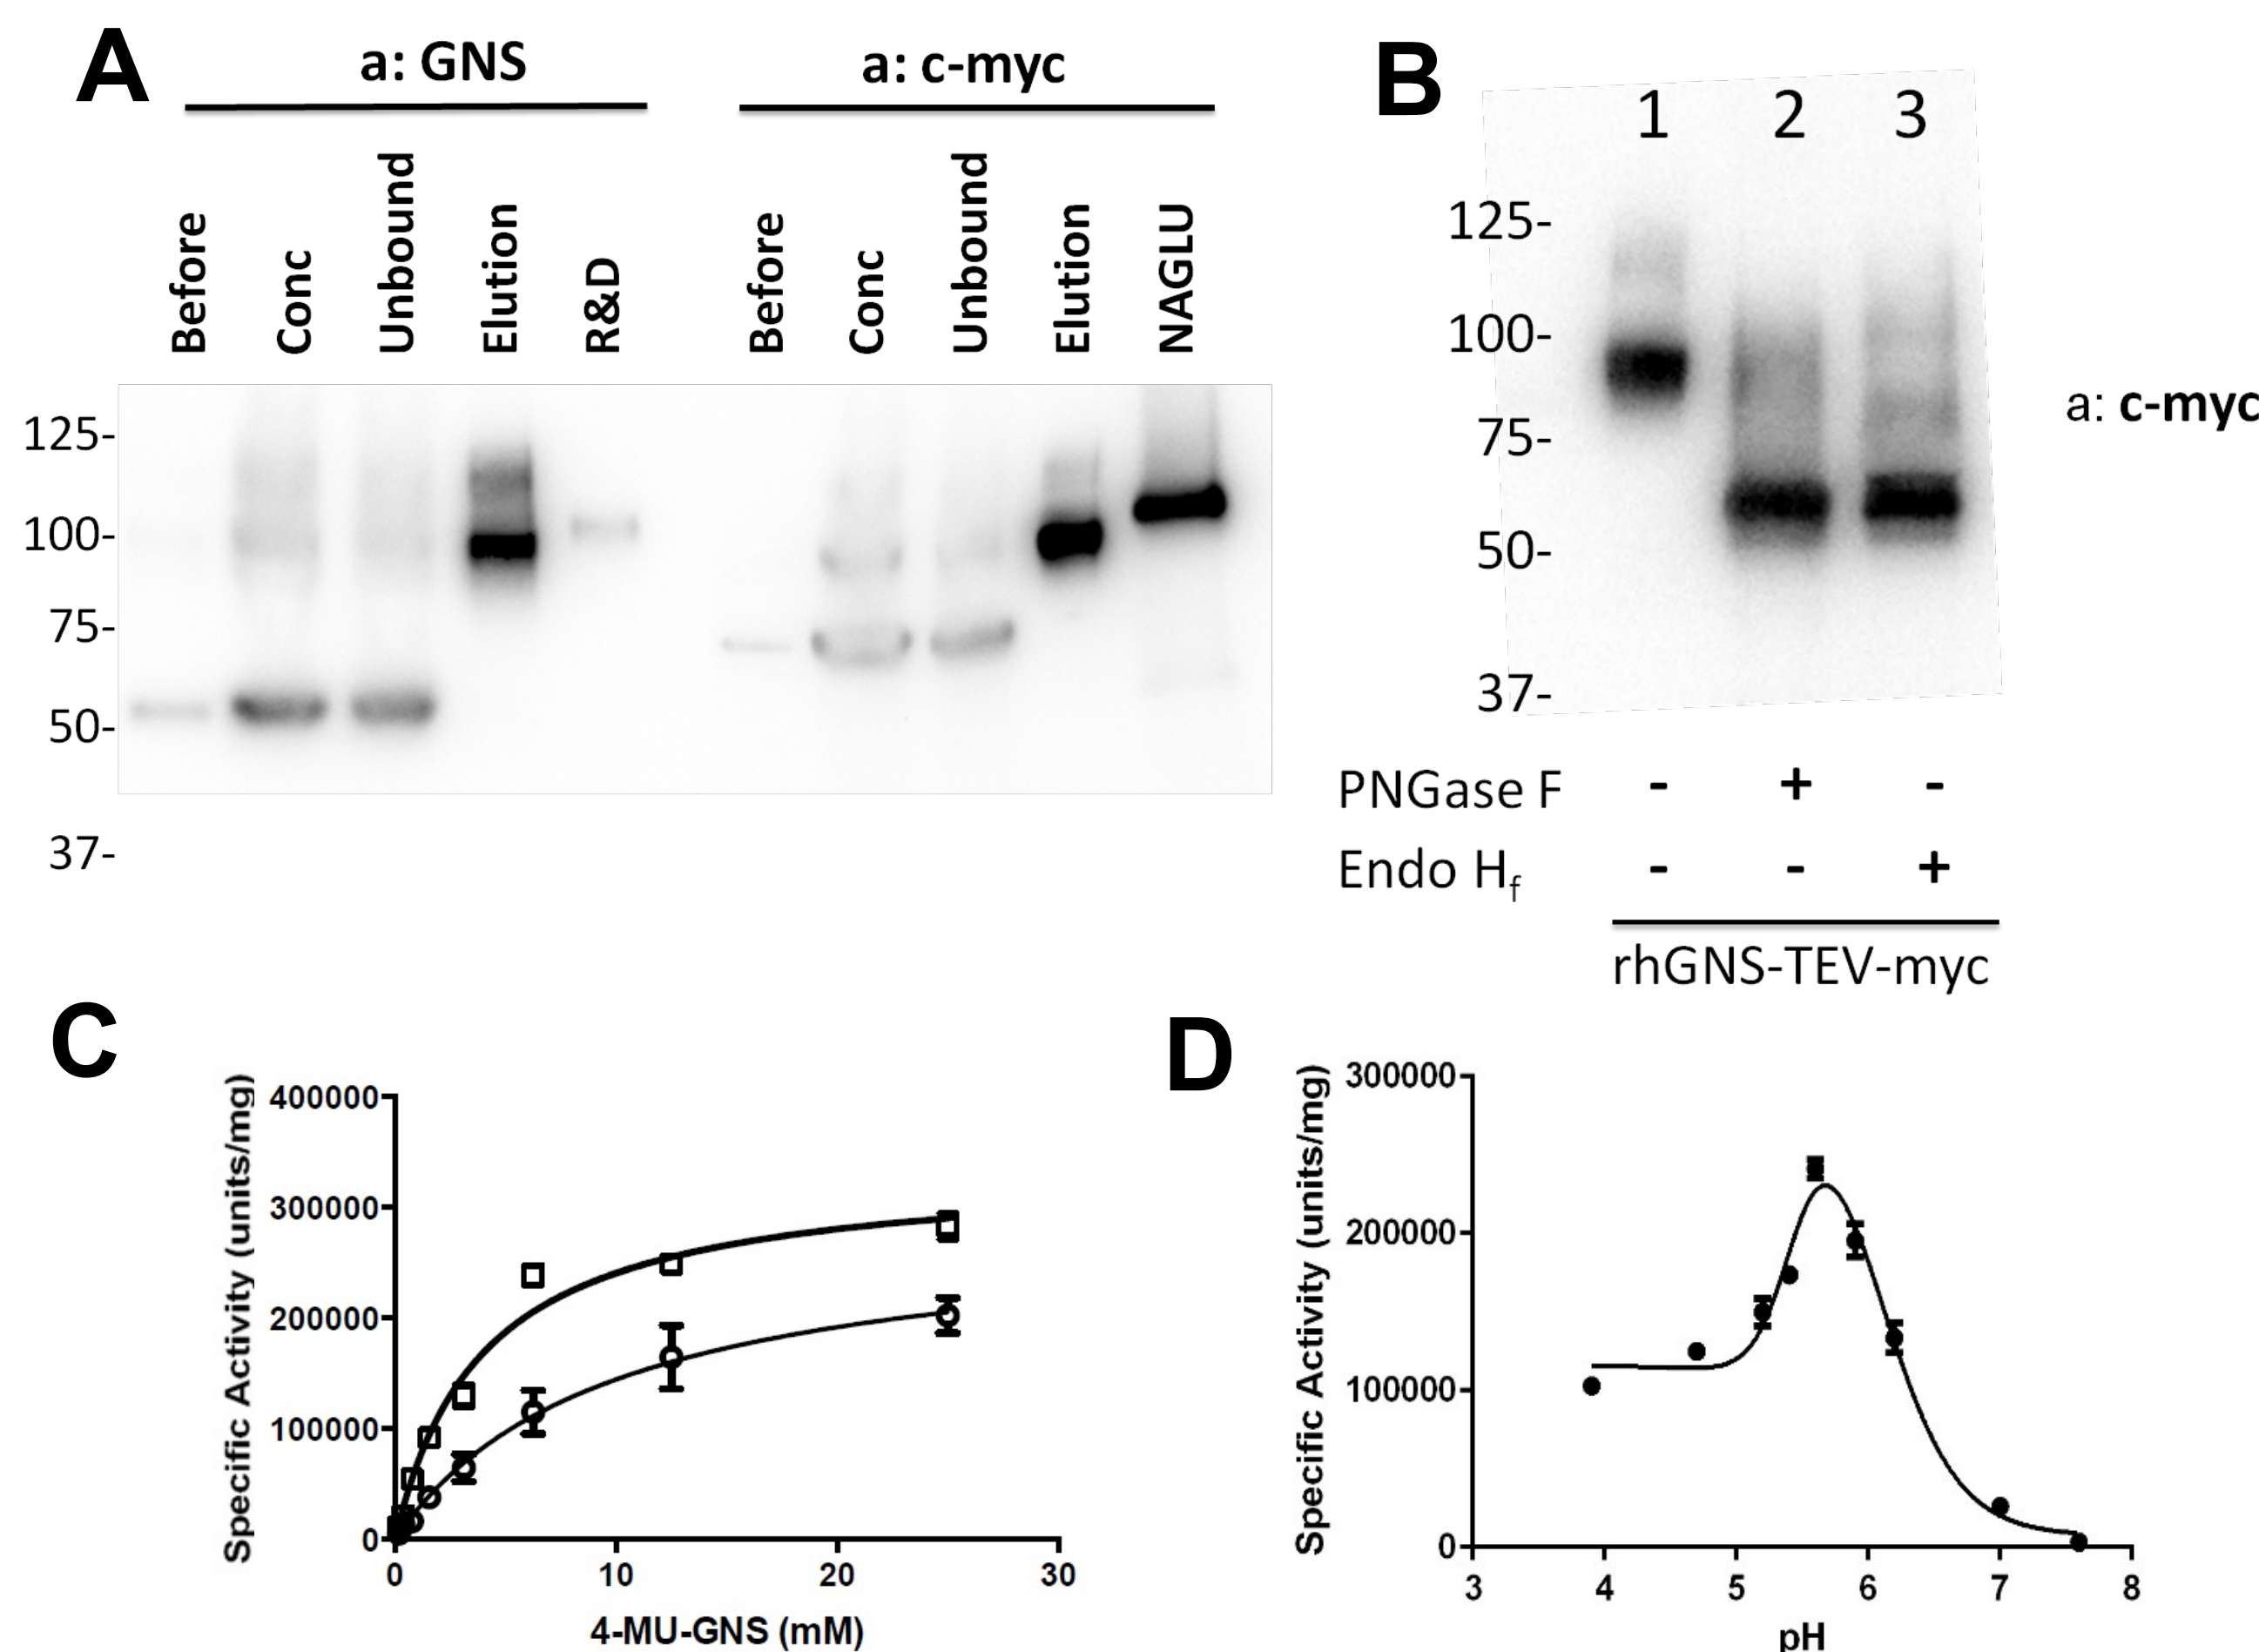 A
a: GNS
a: c-myc
Before
Conc
Unbound
Elution
R&D
Before
Conc
Unbound
Elution
NAGLU
125-
100-
75-
50-
37-
B
1 2 3
125-
100-
75-
50-
37-
a: c-myc
PNGase F - + -
Endo Hf - - +
rhGNS-TEV-myc
C
Specific Activity (units/mg)
400000
300000
200000
100000
0
0 10 20 30
4-MU-GNS (mM)
D
Specific Activity (units/mg)
300000
200000
100000
0
3 4 5 6 7 8
pH